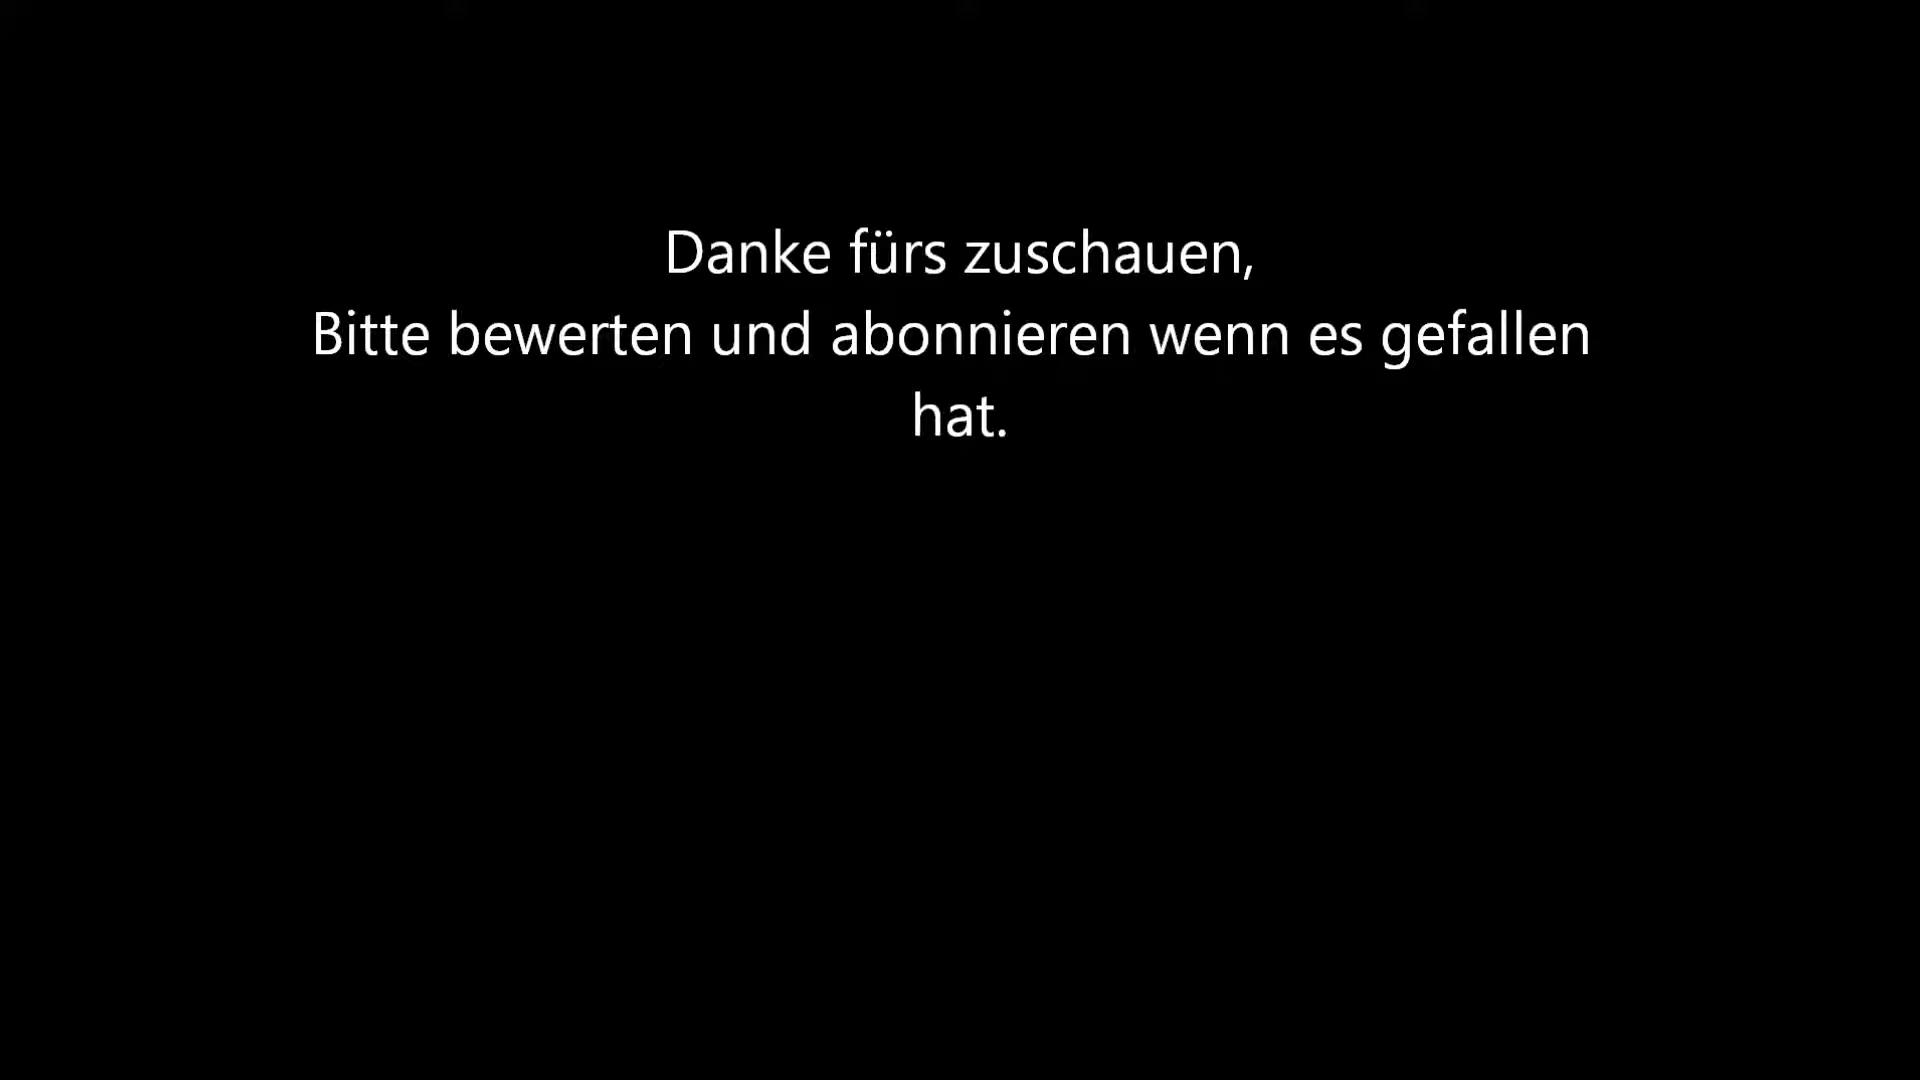 Danke fürs zuschauen,
Bitte bewerten und abonnieren wenn es gefallen
hat.